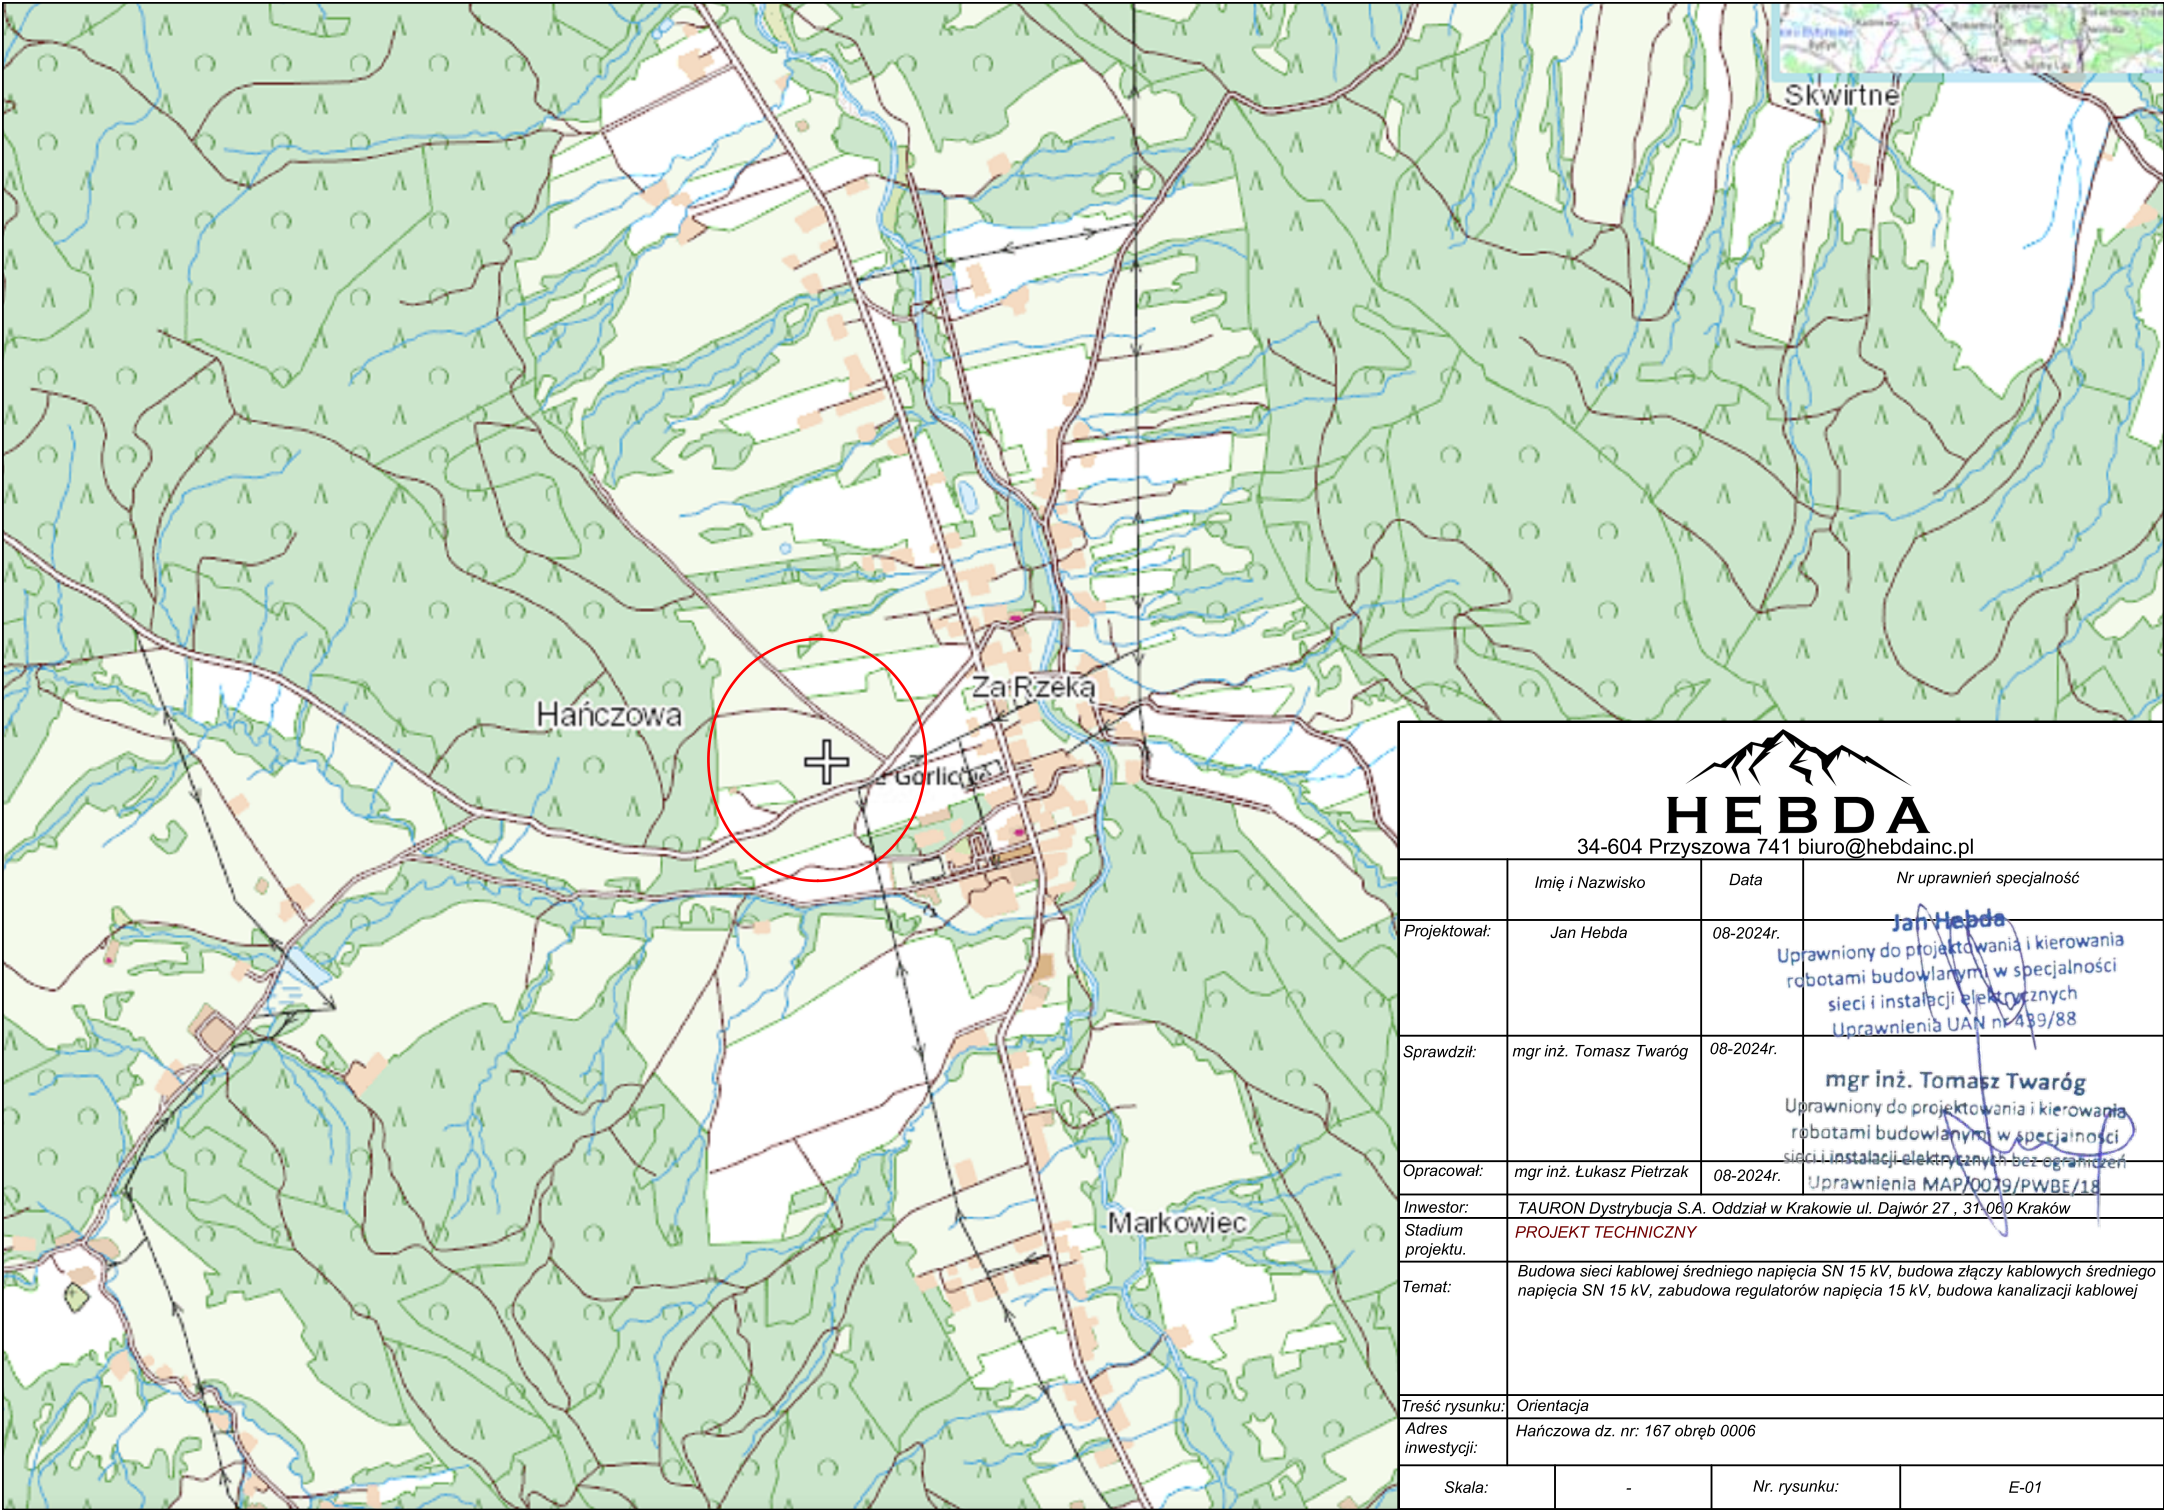 Skwirtne
Hańczowa
Za Rzeką
HEBDA
34-604 Przyszowa 741 biuro@hebdainc.pl
Imię i Nazwisko
Data
Nr uprawnień specjalność
Projektował:
Jan Hebda
08-2024r.
Jan Hebda
Uprawniony do projektowania i kierowania
robotami budowlanymi w specjalności
sieci i instalacji elektrycznych
Uprawnienia UAN nr 439/88
Sprawdził:
mgr inż. Tomasz Twaróg
08-2024r.
mgr inż. Tomasz Twaróg
Uprawniony do projektowania i kierowania
robotami budowlanymi w specjalności
sieci i instalacji elektrycznych bez ograniczeń
Uprawnienia MAP/0079/PWBE/18
Opracował:
mgr inż. Łukasz Pietrzak
08-2024r.
Inwestor:
TAURON Dystrybucja S.A. Oddział w Krakowie ul. Dajwór 27 , 31-060 Kraków
Stadium
projektu.
PROJEKT TECHNICZNY
Markowiec
Temat:
Budowa sieci kablowej średniego napięcia SN 15 kV, budowa złączy kablowych średniego
napięcia SN 15 kV, zabudowa regulatorów napięcia 15 kV, budowa kanalizacji kablowej
Treść rysunku:
Orientacja
Adres
inwestycji:
Hańczowa dz. nr: 167 obręb 0006
Skala:
-
Nr. rysunku:
E-01